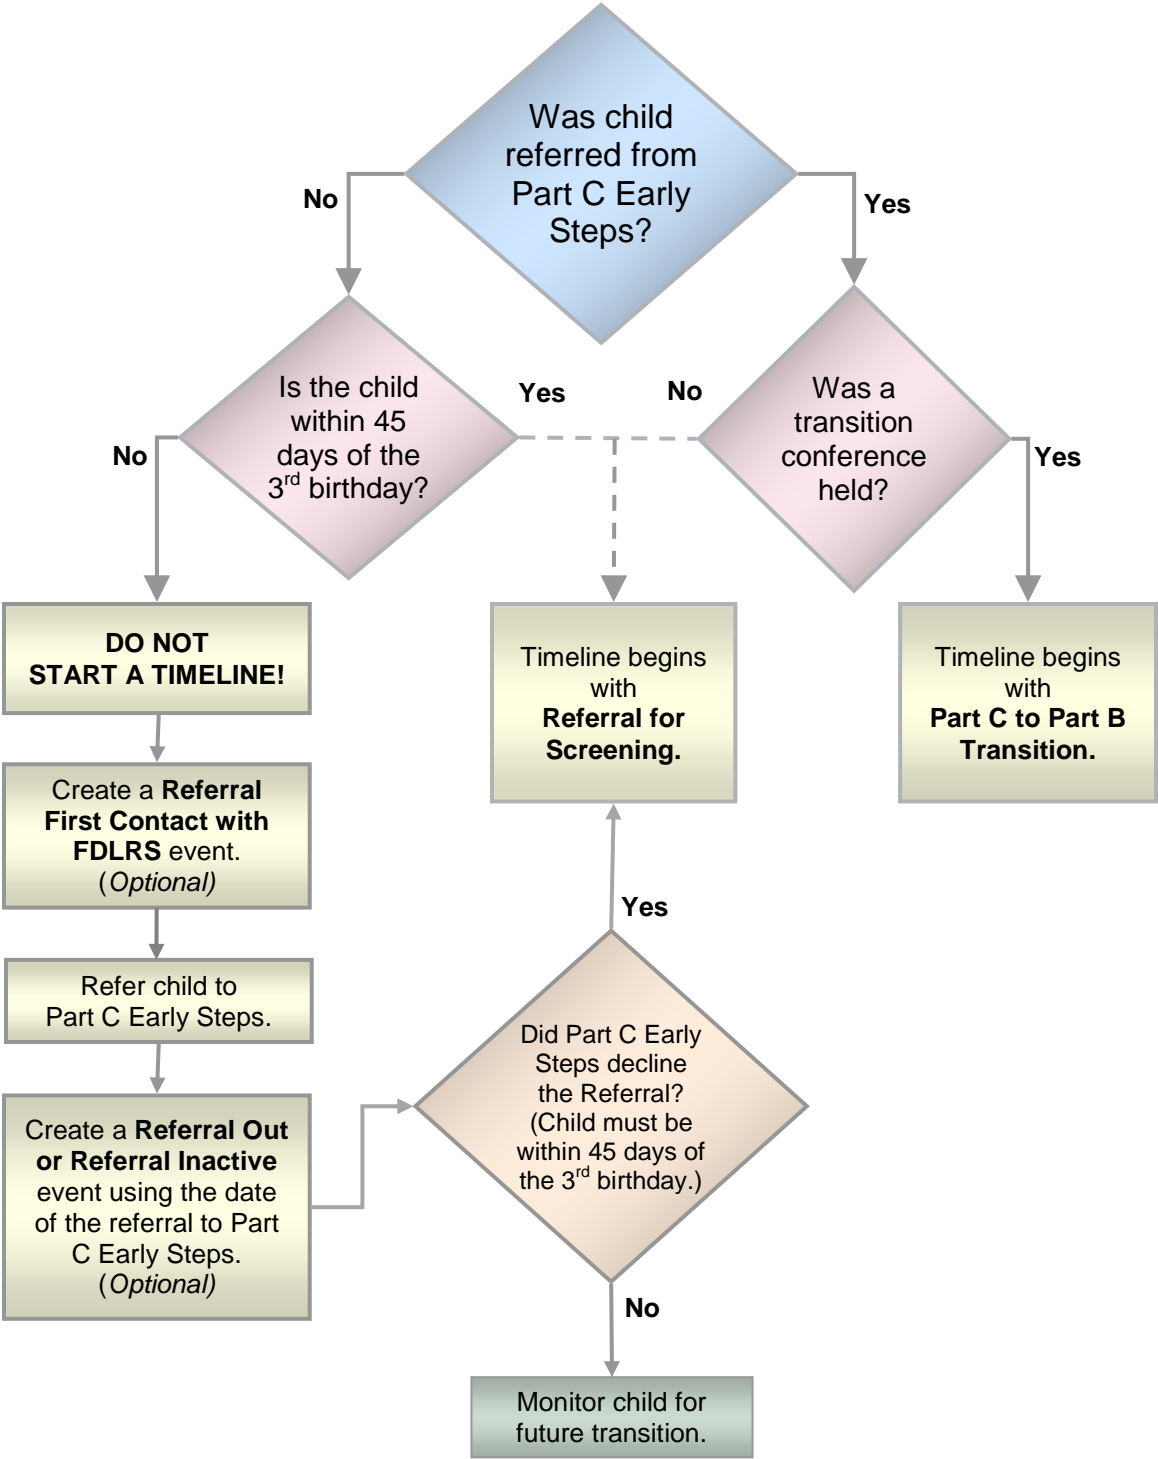 Was child
referred from
Part C Early
Steps?
No
Yes
Is the child
within 45
days of the
3rd birthday?
Yes
No
Was a
transition
conference
held?
No
Yes
DO NOT
START A TIMELINE!
Timeline begins
with
Referral for
Screening.
Timeline begins
with
Part C to Part B
Transition.
Create a Referral
First Contact with
FDLRS event.
(Optional)
Yes
Refer child to
Part C Early Steps.
Did Part C Early
Steps decline
the Referral?
(Child must be
within 45 days of
the 3rd birthday.)
Create a Referral Out
or Referral Inactive
event using the date
of the referral to Part
C Early Steps.
(Optional)
No
Monitor child for
future transition.